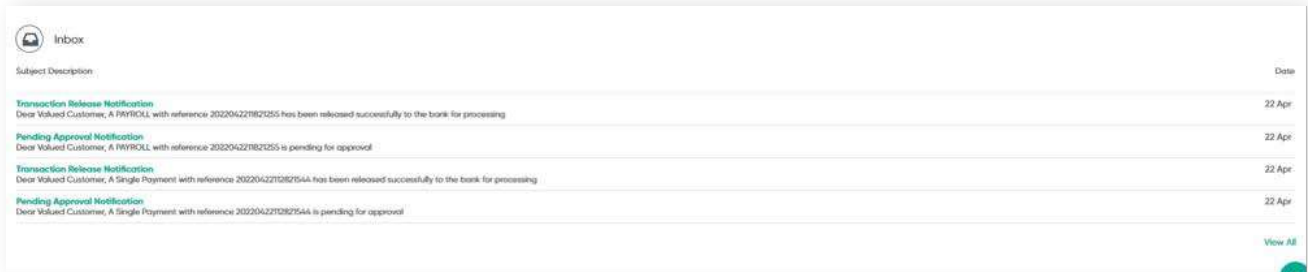 Inbox
Subject Description
Date
Transaction Release Notification
22 Apr
Dear Valued Customer, A PAYROLL with reference 2022042211821255 has been released successfully to the bank for processing
Pending Approval Notification
22 Apr
Dear Valued Customer, A PAYROLL with reference 2022042211821255 is pending for approval
Transaction Release Notification
22 Apr
Dear Valued Customer, A Single Payment with reference 20220422112821544 has been released successfully to the bank for processing
Pending Approval Notification
22 Apr
Dear Valued Customer, A Single Payment with reference 20220422112821544 is pending for approval
View All